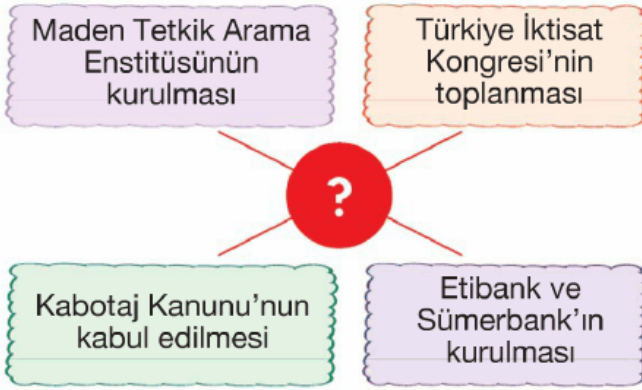 Maden Tetkik Arama
Enstitüsünün
kurulması
Türkiye İktisat
Kongresi'nin
toplanması
?
Kabotaj Kanunu'nun
kabul edilmesi
Etibank ve
Sümerbank'ın
kurulması